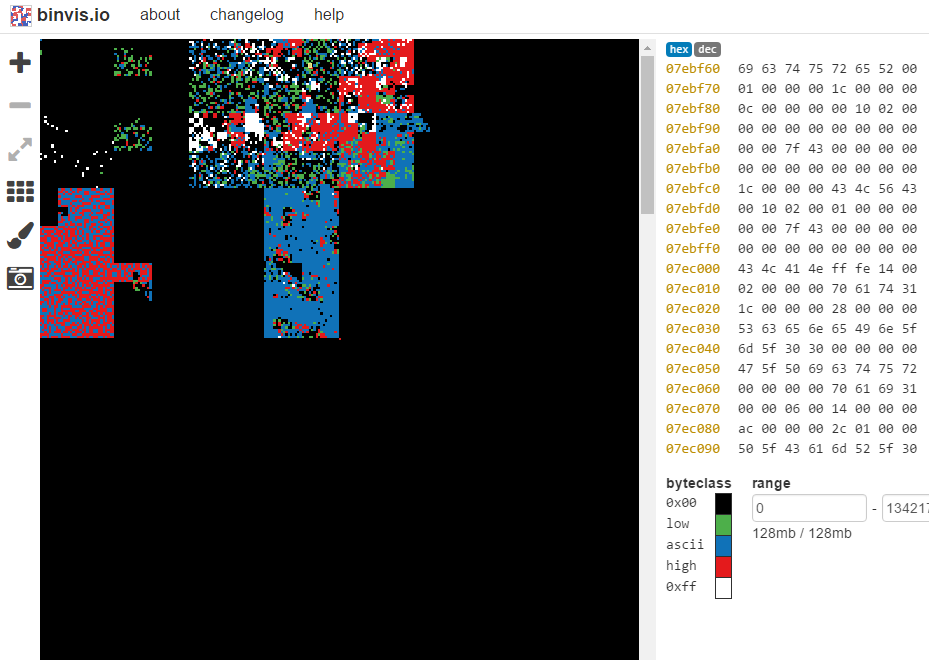 binvis.io about changelog help
hex dec
07ebf60 69 63 74 75 72 65 52 00
07ebf70 01 00 00 00 1c 00 00 00
07ebf80 0c 00 00 00 00 10 02 00
07ebf90 00 00 00 00 00 00 00 00
07ebfa0 00 00 7f 43 00 00 00 00
07ebfb0 00 00 00 00 00 00 00 00
07ebfc0 1c 00 00 00 43 4c 56 43
07ebfd0 00 10 02 00 01 00 00 00
07ebfe0 00 00 7f 43 00 00 00 00
07ebff0 00 00 00 00 00 00 00 00
07ec000 43 4c 41 4e ff fe 14 00
07ec010 02 00 00 00 70 61 74 31
07ec020 1c 00 00 00 28 00 00 00
07ec030 53 63 65 6e 65 49 6e 5f
07ec040 6d 5f 30 30 00 00 00 00
07ec050 47 5f 50 69 63 74 75 72
07ec060 00 00 00 00 70 61 69 31
07ec070 00 00 06 00 14 00 00 00
07ec080 ac 00 00 00 2c 01 00 00
07ec090 50 5f 43 61 6d 52 5f 30
byteclass range
0x00
0 - 134217
low
128mb / 128mb
ascii
high
0xff